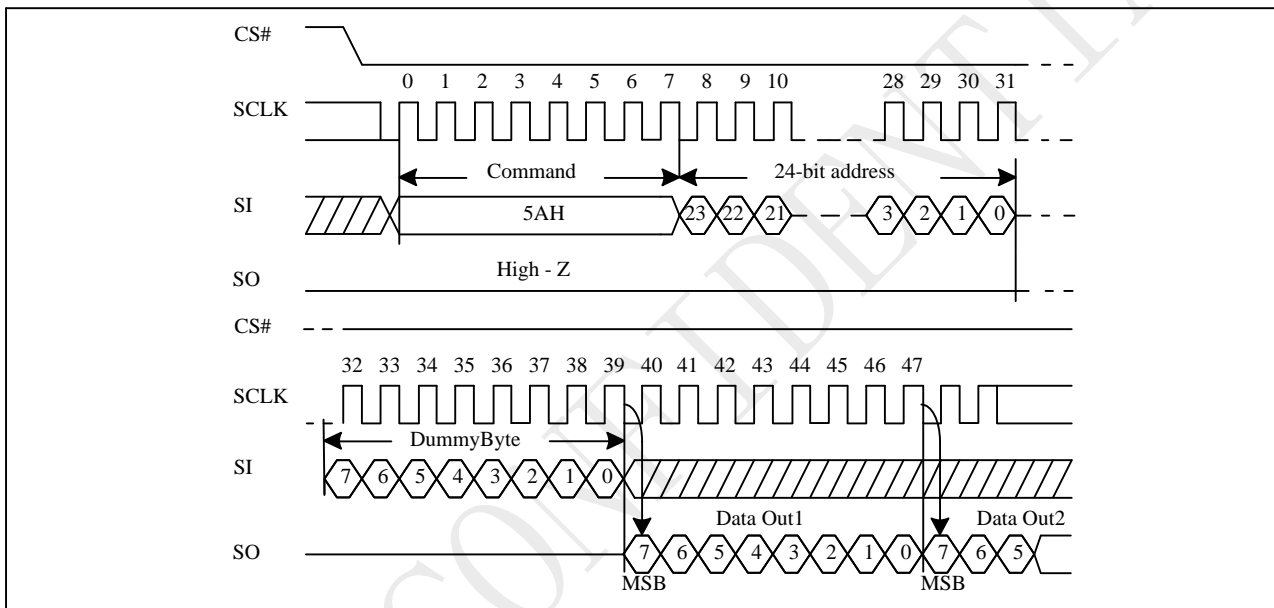 CS#
0 1 2 3 4 5 6 7 8 9 10 28 29 30 31
SCLK
Command 24-bit address
SI 5AH 23 22 21 3 2 1 0
High - Z
SO
CS#
32 33 34 35 36 37 38 39 40 41 42 43 44 45 46 47
SCLK
DummyByte
SI 7 6 5 4 3 2 1 0
Data Out1 Data Out2
SO 7 6 5 4 3 2 1 0 7 6 5
MSB MSB
CONFIDENTIA